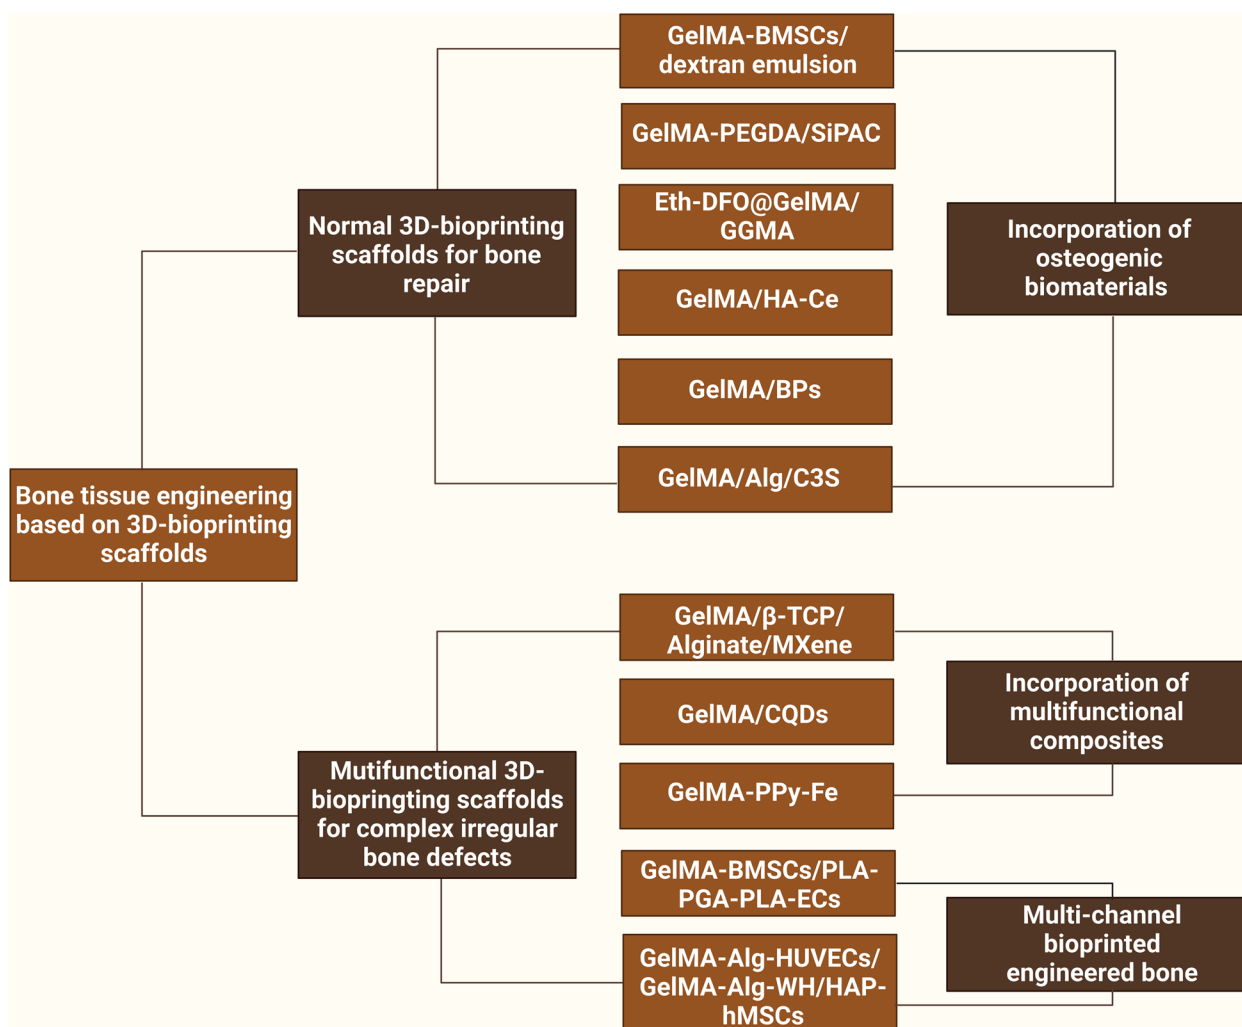 Bone tissue engineering
based on 3D-bioprinting
scaffolds
Normal 3D-bioprinting
scaffolds for bone
repair
GelMA-BMSCs/
dextran emulsion
GelMA-PEGDA/SiPAC
Eth-DFO@GelMA/
GGMA
GelMA/HA-Ce
GelMA/BPs
GelMA/Alg/C3S
Incorporation of
osteogenic
biomaterials
Mutifunctional 3D-
biopringting scaffolds
for complex irregular
bone defects
GelMA/β-TCP/
Alginate/MXene
GelMA/CQDs
GelMA-PPy-Fe
Incorporation of
multifunctional
composites
GelMA-BMSCs/PLA-
PGA-PLA-ECs
GelMA-Alg-HUVECs/
GelMA-Alg-WH/HAP-
hMSCs
Multi-channel
bioprinted
engineered bone